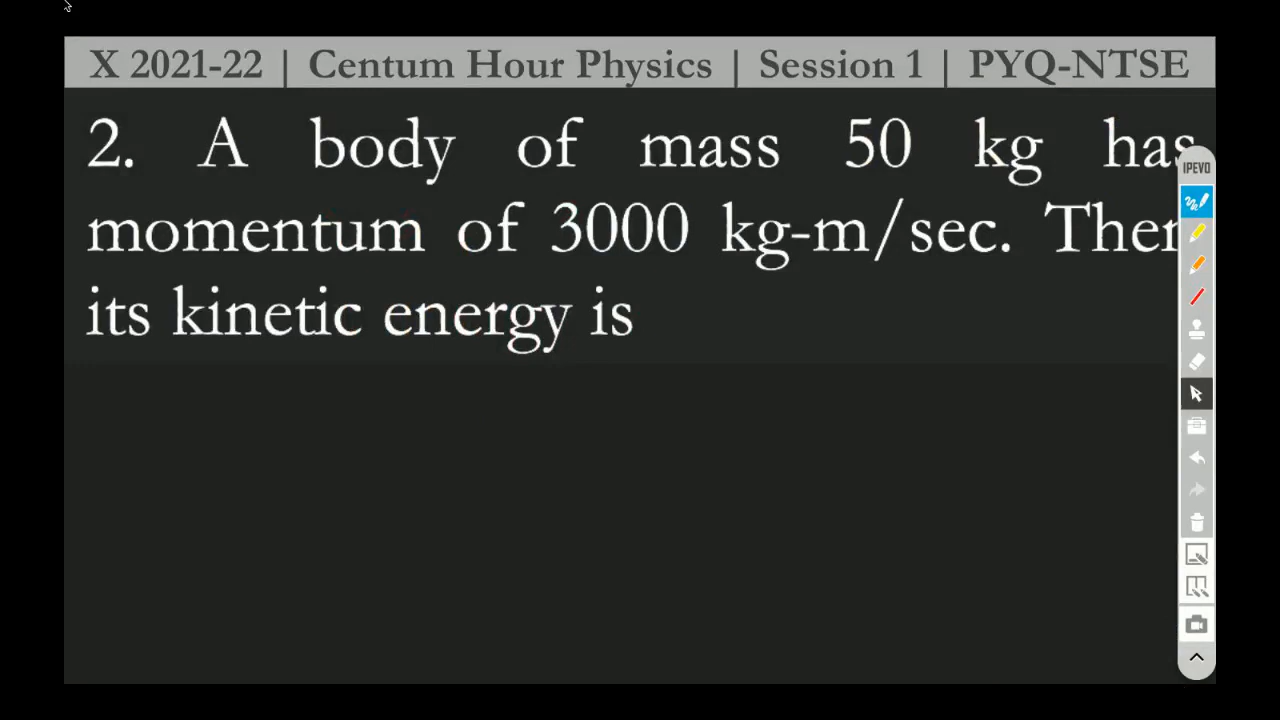 X 2021-22 | Centum Hour Physics | Session 1 | PYQ-NTSE
2. A body of mass 50 kg has
momentum of 3000 kg-m/sec. Then
its kinetic energy is
IPEVO